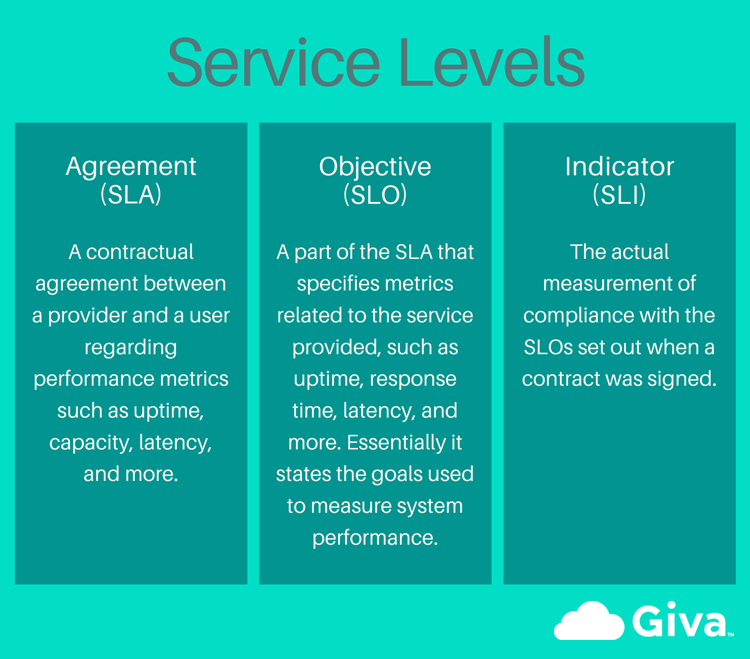 Service Levels
Agreement
(SLA)
A contractual
agreement between
a provider and a user
regarding
performance metrics
such as uptime,
capacity, latency,
and more.
Objective
(SLO)
A part of the SLA that
specifies metrics
related to the service
provided, such as
uptime, response
time, latency, and
more. Essentially it
states the goals used
to measure system
performance.
Indicator
(SLI)
The actual
measurement of
compliance with the
SLOs set out when a
contract was signed.
Giva™